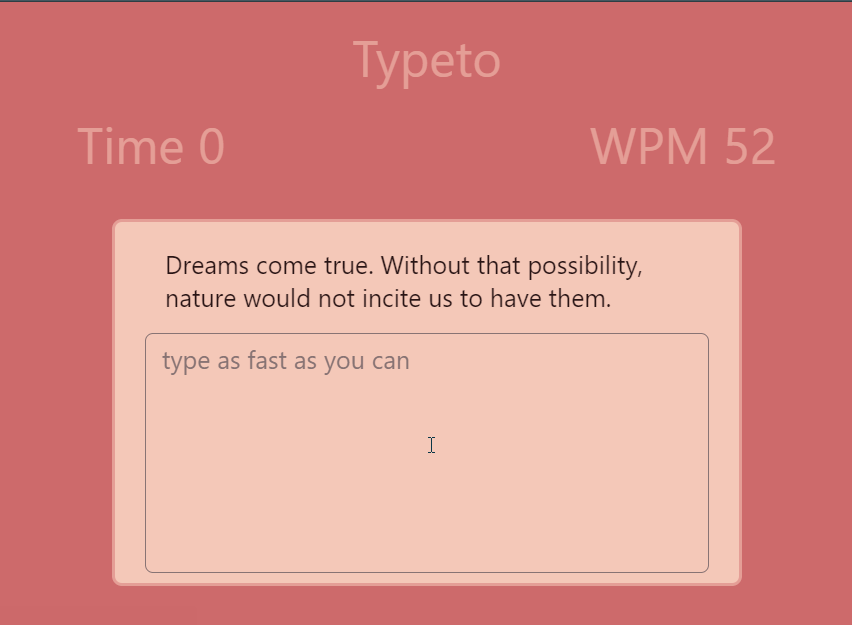 Typeto
Time 0
WPM 52
Dreams come true. Without that possibility,
nature would not incite us to have them.
type as fast as you can